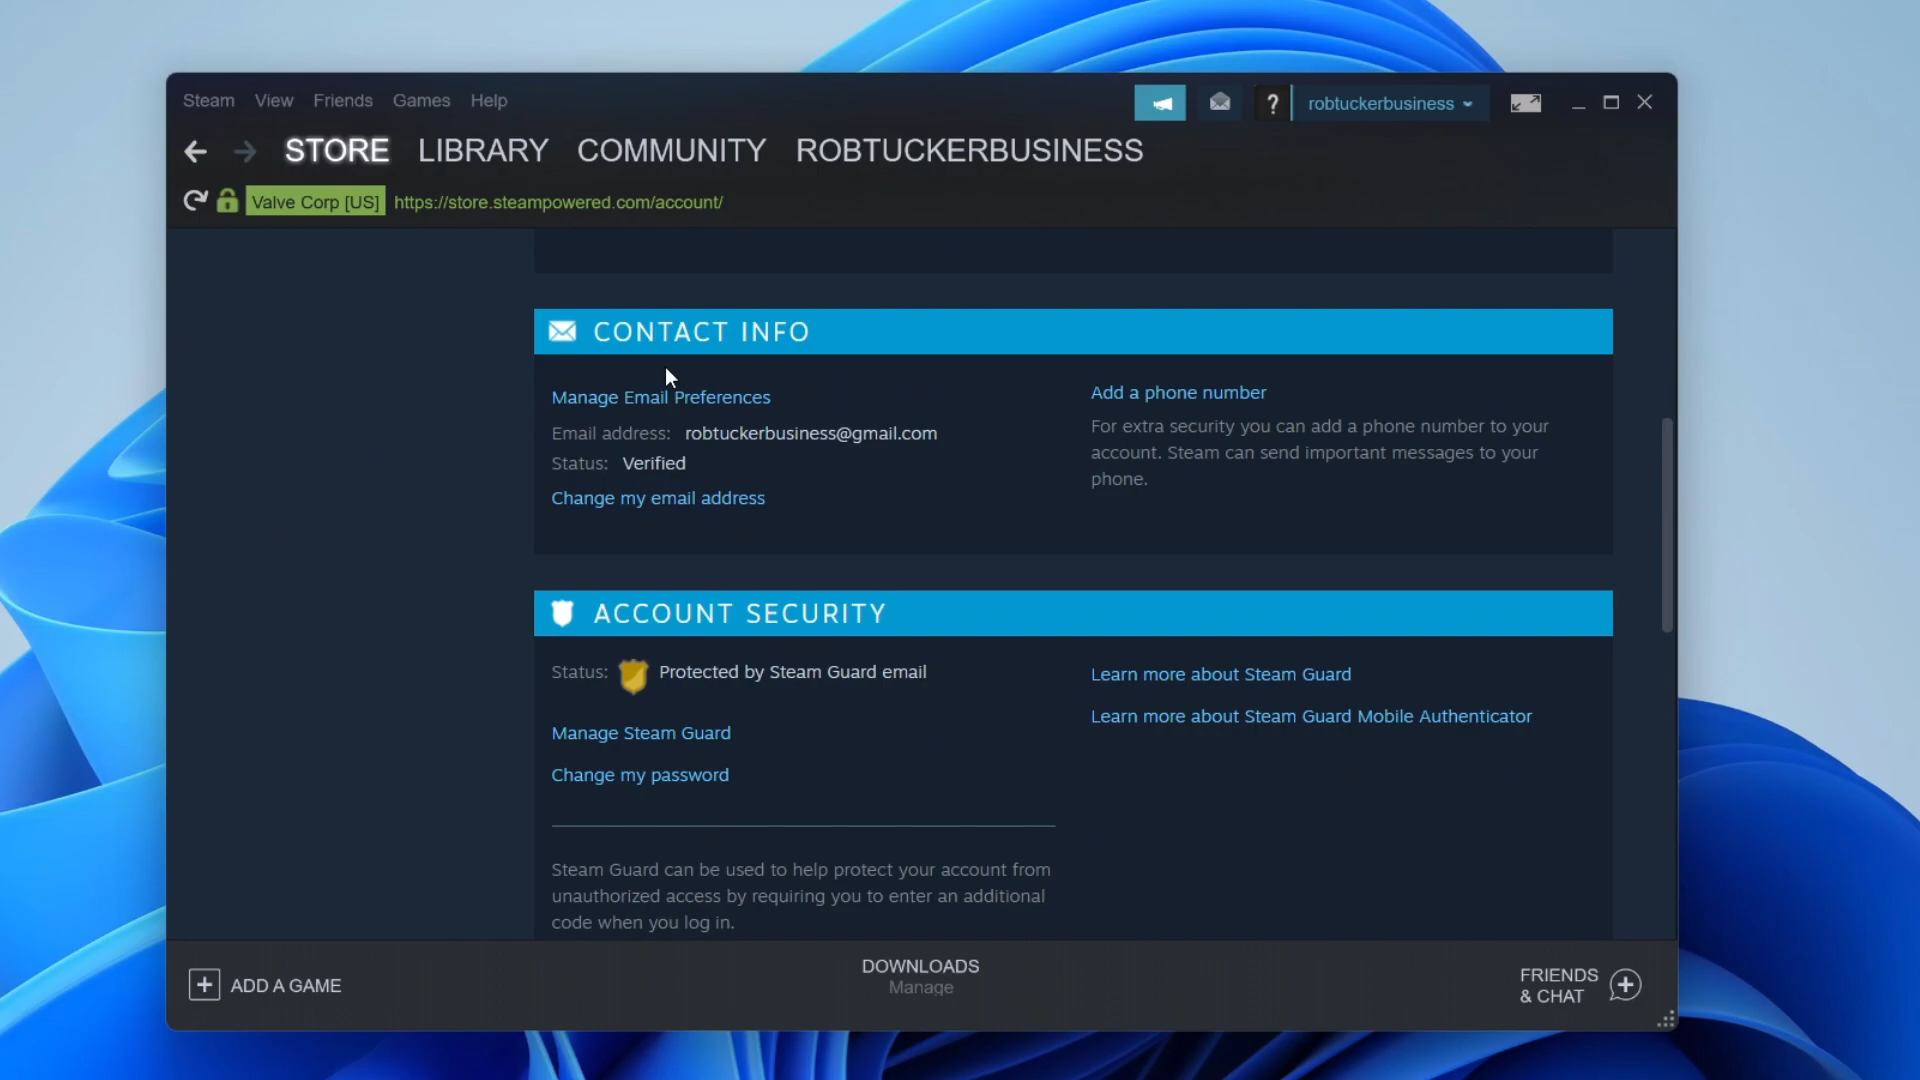 Steam View Friends Games Help
? robtuckerbusiness
STORE LIBRARY COMMUNITY ROBTUCKERBUSINESS
Valve Corp [US] https://store.steampowered.com/account/
CONTACT INFO
Manage Email Preferences
Email address: robtuckerbusiness@gmail.com
Status: Verified
Change my email address
Add a phone number
For extra security you can add a phone number to your
account. Steam can send important messages to your
phone.
ACCOUNT SECURITY
Status: Protected by Steam Guard email
Manage Steam Guard
Change my password
Learn more about Steam Guard
Learn more about Steam Guard Mobile Authenticator
Steam Guard can be used to help protect your account from
unauthorized access by requiring you to enter an additional
code when you log in.
ADD A GAME
DOWNLOADS
Manage
FRIENDS
& CHAT